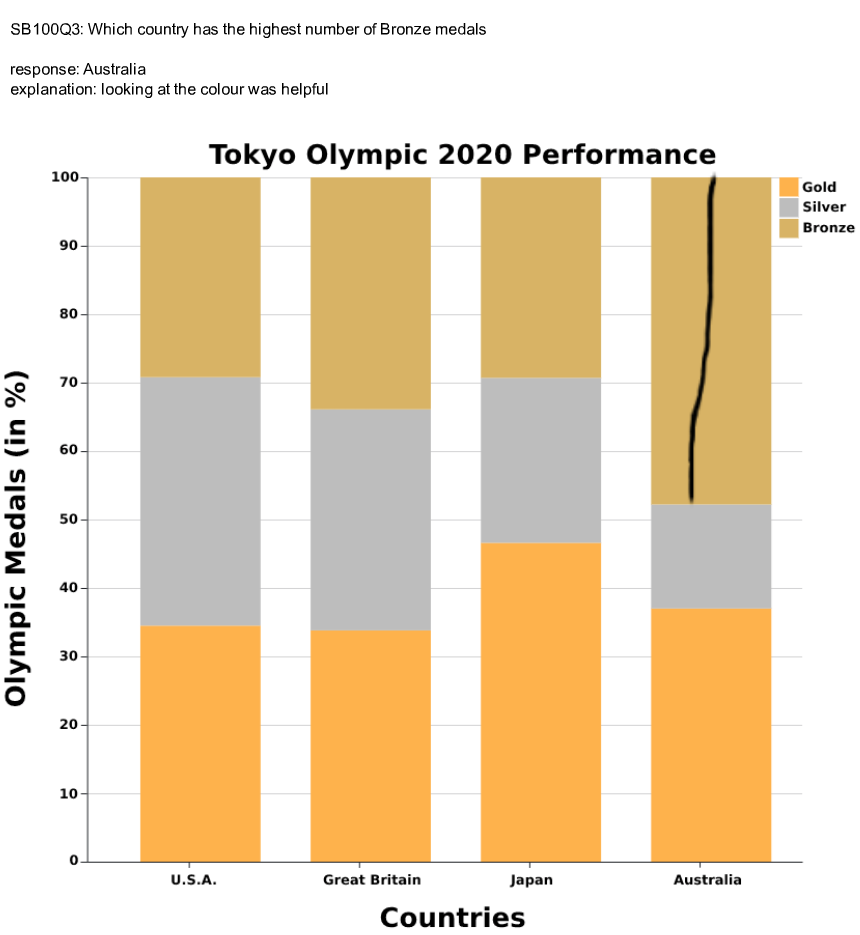 SB100Q3: Which country has the highest number of Bronze medals
response: Australia
explanation: looking at the colour was helpful
Tokyo Olympic 2020 Performance
Gold
Silver
Bronze
Olympic Medals (in %)
100
90
80
70
60
50
40
30
20
10
0
U.S.A. Great Britain Japan Australia
Countries